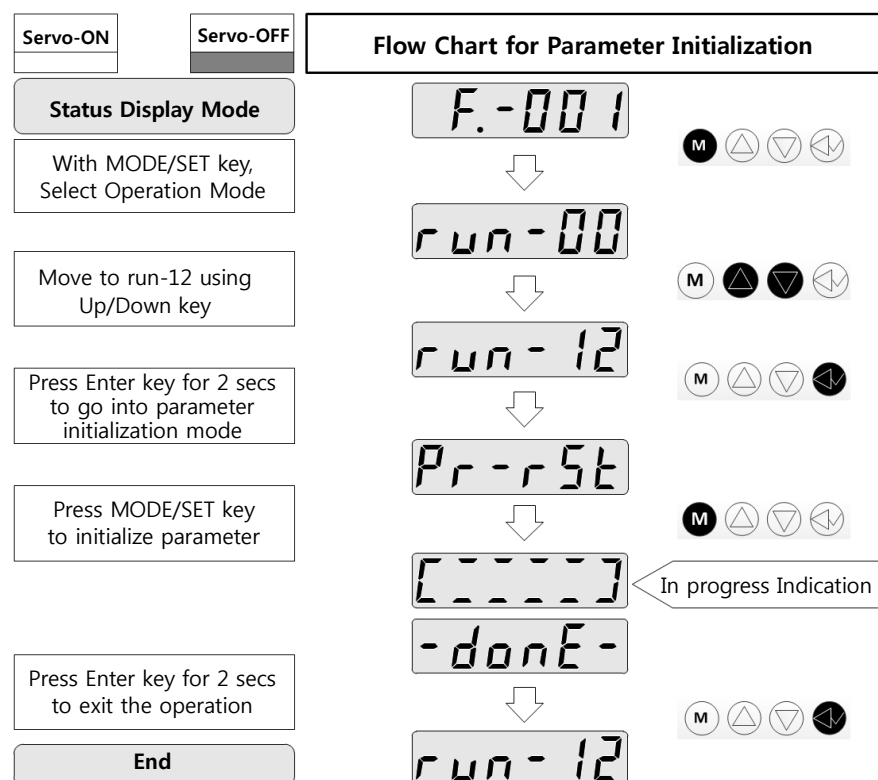 Servo-ON
Servo-OFF
Flow Chart for Parameter Initialization
Status Display Mode
F.-001
With MODE/SET key,
Select Operation Mode
M
run-00
Move to run-12 using
Up/Down key
M
run-12
Press Enter key for 2 secs
to go into parameter
initialization mode
M
Pr-rSt
Press MODE/SET key
to initialize parameter
M
In progress Indication
-donE-
Press Enter key for 2 secs
to exit the operation
M
End
run-12